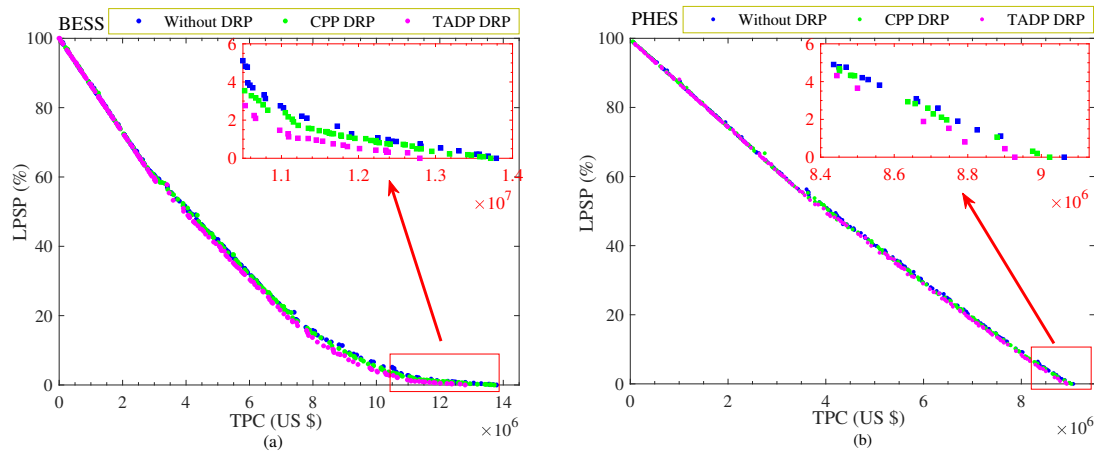 BESS
Without DRP CPP DRP TADP DRP
100
80
60
40
20
0
LPSP (%)
0 2 4 6 8 10 12 14
TPC (US $)
×10⁶
(a)
6
4
2
0
1.1 1.2 1.3 1.4
×10⁷
PHES
Without DRP CPP DRP TADP DRP
100
80
60
40
20
0
LPSP (%)
0 2 4 6 8
TPC (US $)
×10⁶
(b)
6
4
2
0
8.4 8.6 8.8 9
×10⁶